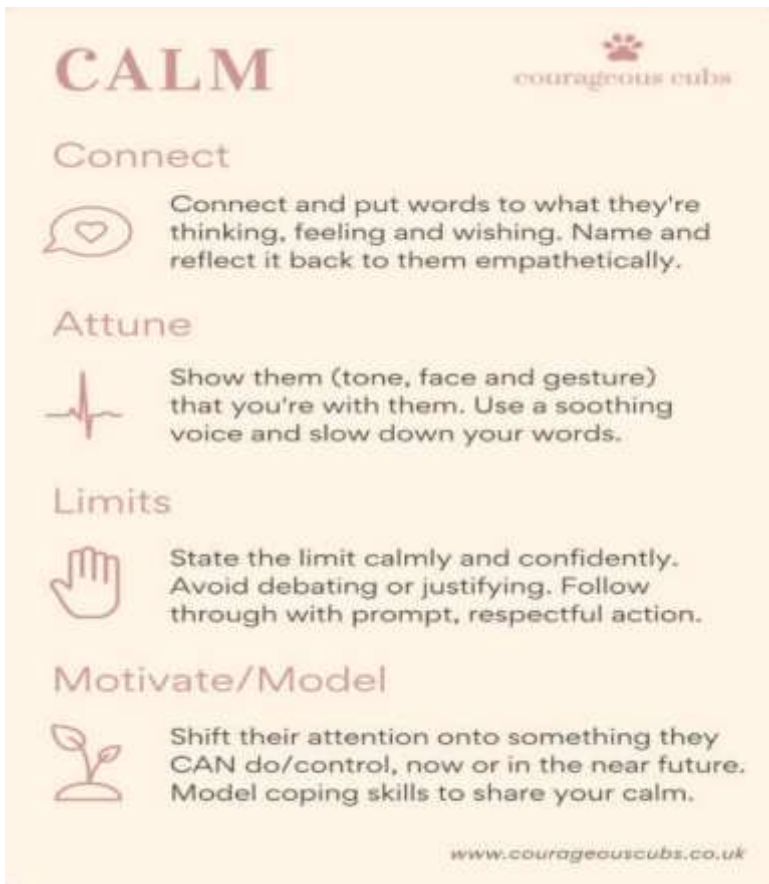 CALM
courageous cubs
Connect
Connect and put words to what they're
thinking, feeling and wishing. Name and
reflect it back to them empathetically.
Attune
Show them (tone, face and gesture)
that you're with them. Use a soothing
voice and slow down your words.
Limits
State the limit calmly and confidently.
Avoid debating or justifying. Follow
through with prompt, respectful action.
Motivate/Model
Shift their attention onto something they
CAN do/control, now or in the near future.
Model coping skills to share your calm.
www.courageouscubs.co.uk